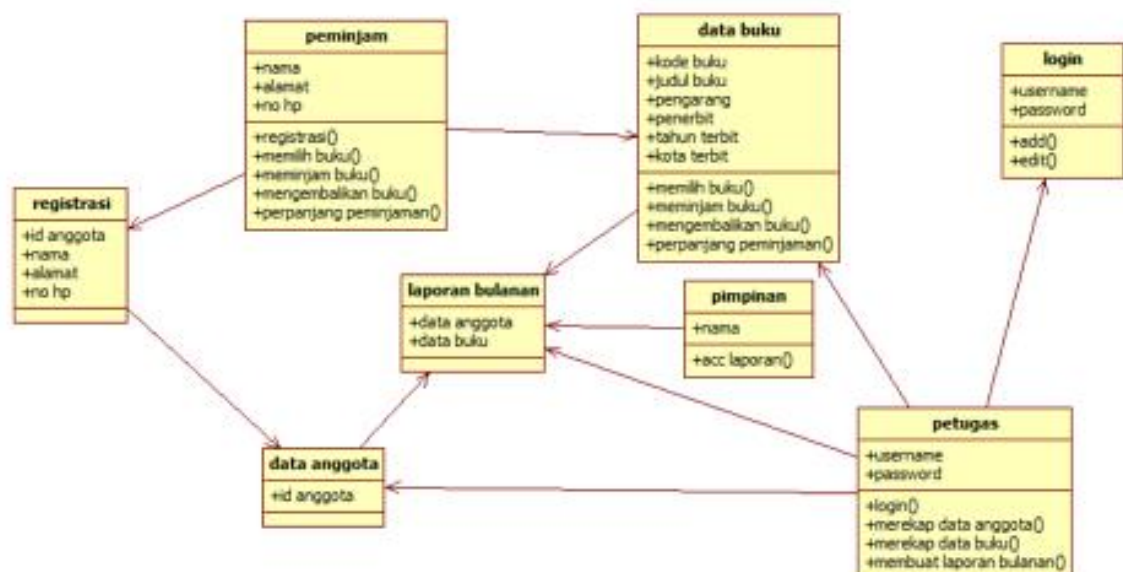 peminjam
+nama
+alamat
+no hp
+registrasi()
+memilih buku()
+meminjam buku()
+mengembalikan buku()
+perpanjang peminjaman()
data buku
+kode buku
+judul buku
+pengarang
+penerbit
+tahun terbit
+kota terbit
+memilih buku()
+meminjam buku()
+mengembalikan buku()
+perpanjang peminjaman()
login
+username
+password
+add()
+edit()
registrasi
+id anggota
+nama
+alamat
+no hp
laporan bulanan
+data anggota
+data buku
pimpinan
+nama
+acc laporan()
data anggota
+id anggota
petugas
+username
+password
+login()
+merekap data anggota()
+merekap data buku()
+membuat laporan bulanan()